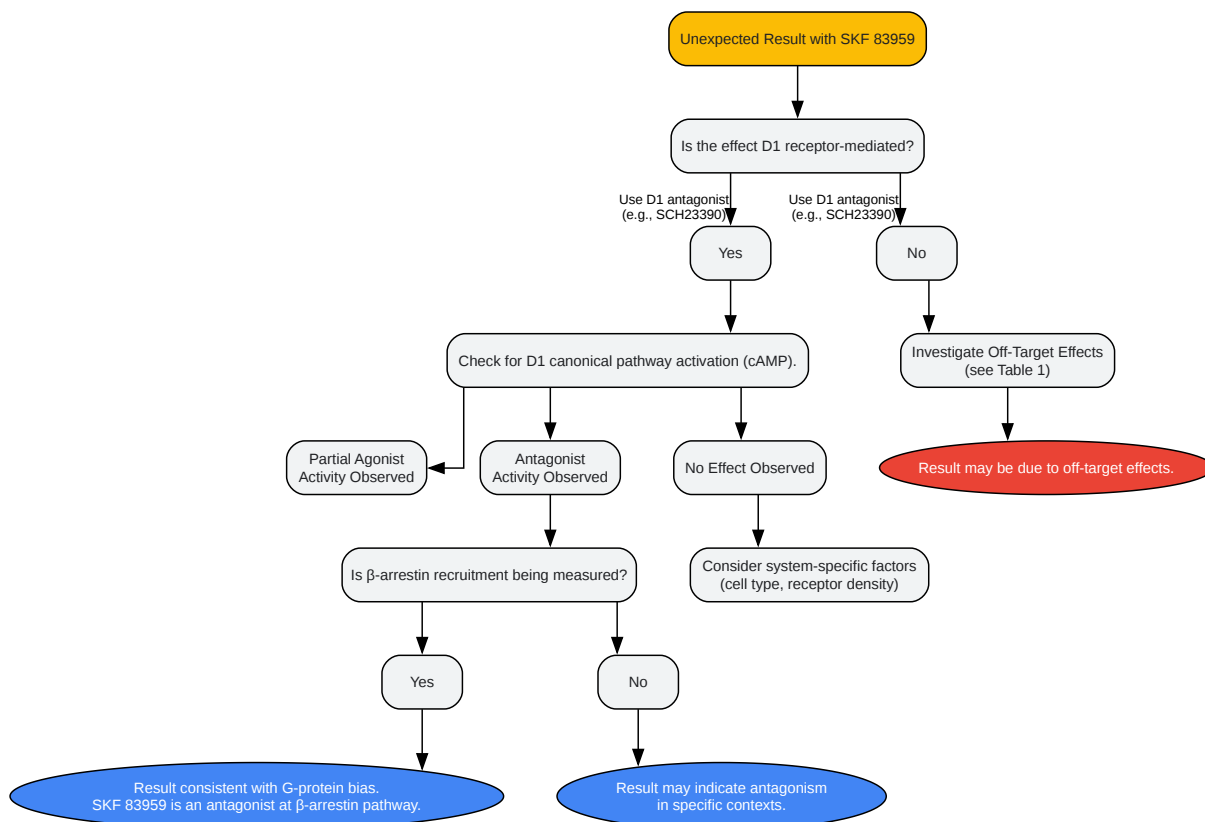 Unexpected Result with SKF 83959
Is the effect D1 receptor-mediated?
Use D1 antagonist
(e.g., SCH23390)
Use D1 antagonist
(e.g., SCH23390)
Yes
No
Check for D1 canonical pathway activation (cAMP).
Investigate Off-Target Effects
(see Table 1)
Partial Agonist
Activity Observed
Antagonist
Activity Observed
No Effect Observed
Result may be due to off-target effects.
Is β-arrestin recruitment being measured?
Consider system-specific factors
(cell type, receptor density)
Yes
No
Result consistent with G-protein bias.
SKF 83959 is an antagonist at β-arrestin pathway.
Result may indicate antagonism
in specific contexts.